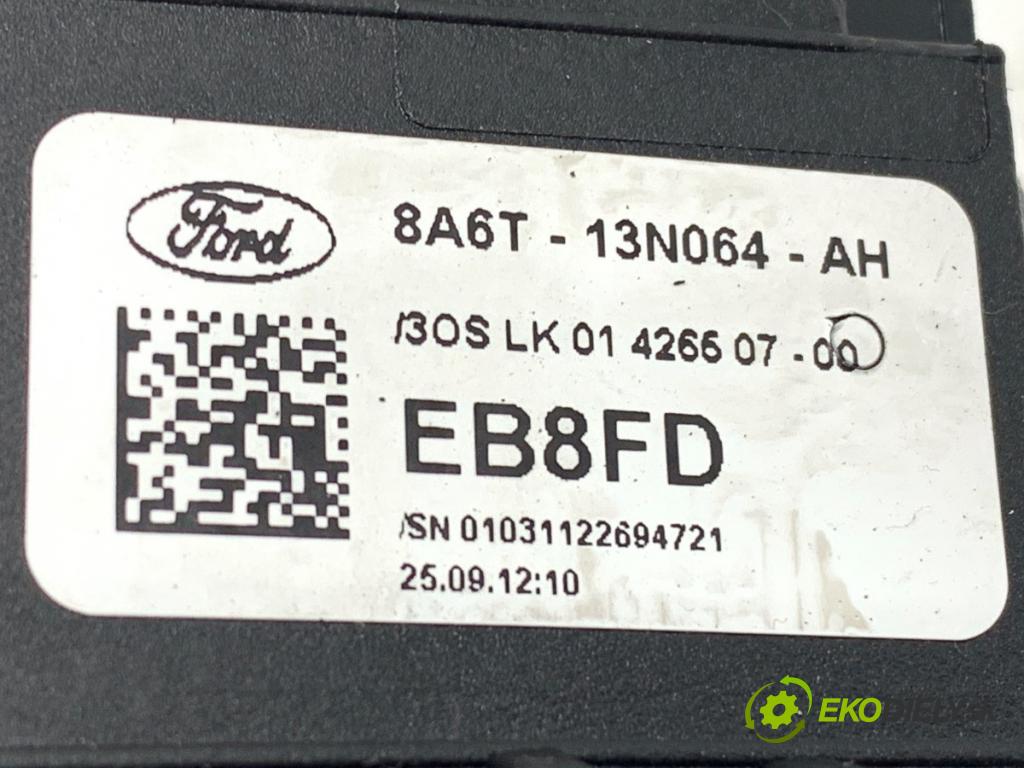 Ford
8A6T - 13N064 - AH
/3OS LK 01 4266 07 - 00
EB8FD
/SN 01031122694721
25.09.12:10
EKO